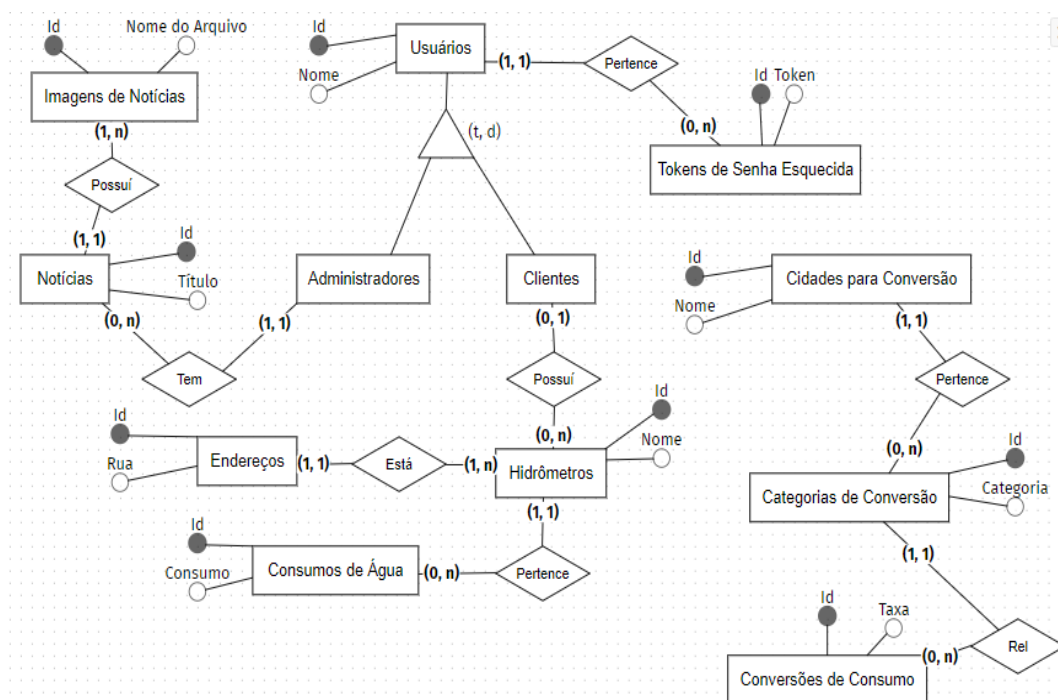 Id
Nome do Arquivo
Imagens de Notícias
(1, n)
Possuí
(1, 1)
Notícias
Id
Título
(0, n)
Tem
(1, 1)
Administradores
Id
Nome
Usuários
(1, 1)
Pertence
(0, n)
Id
Token
Tokens de Senha Esquecida
(t, d)
Clientes
(0, 1)
Possuí
(0, n)
Id
Nome
Hidrômetros
(1, n)
Está
(1, 1)
Endereços
Id
Rua
(1, 1)
Pertence
(0, n)
Consumos de Água
Id
Consumo
Id
Nome
Cidades para Conversão
(1, 1)
Pertence
(0, n)
Id
Categoria
Categorias de Conversão
(1, 1)
Rel
(0, n)
Id
Taxa
Conversões de Consumo